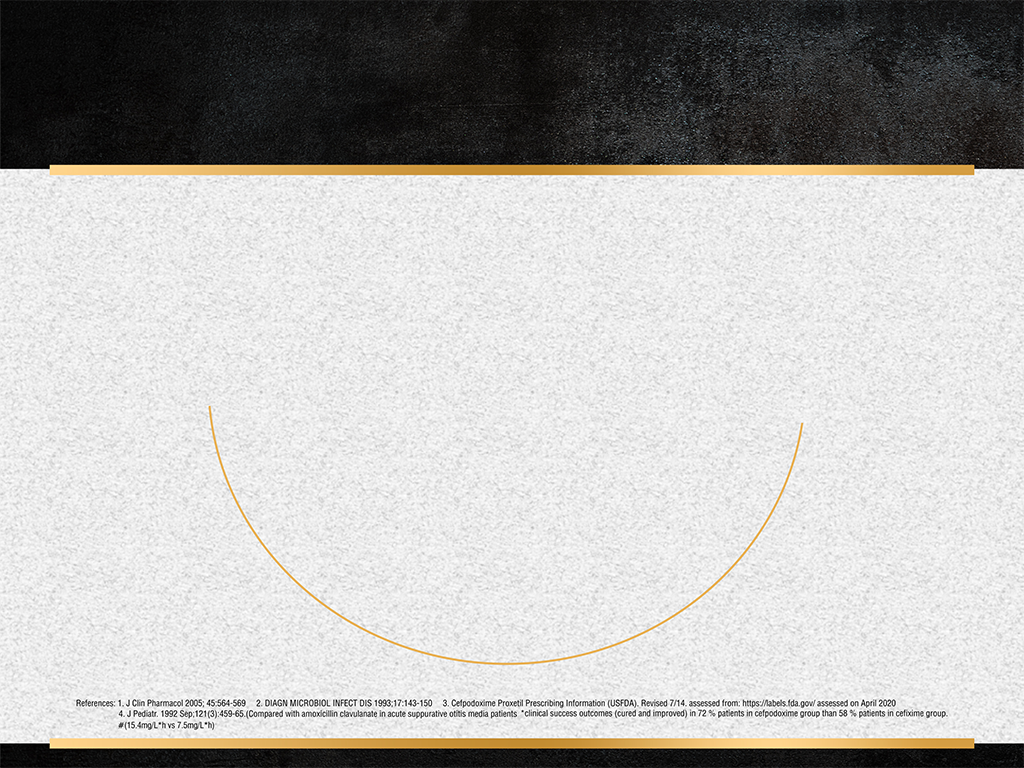 References: 1. J Clin Pharmacol 2005; 45:564-569 2. DIAGN MICROBIOL INFECT DIS 1993;17:143-150 3. Cefpodoxime Proxetil Prescribing Information (USFDA). Revised 7/14. assessed from: https://labels.fda.gov/ assessed on April 2020
4. J Pediatr. 1992 Sep;121(3):459-65.(Compared with amoxicillin clavulanate in acute suppurative otitis media patients *clinical success outcomes (cured and improved) in 72 % patients in cefpodoxime group than 58 % patients in cefixime group.
#(15.4mg/L*h vs 7.5mg/L*h)